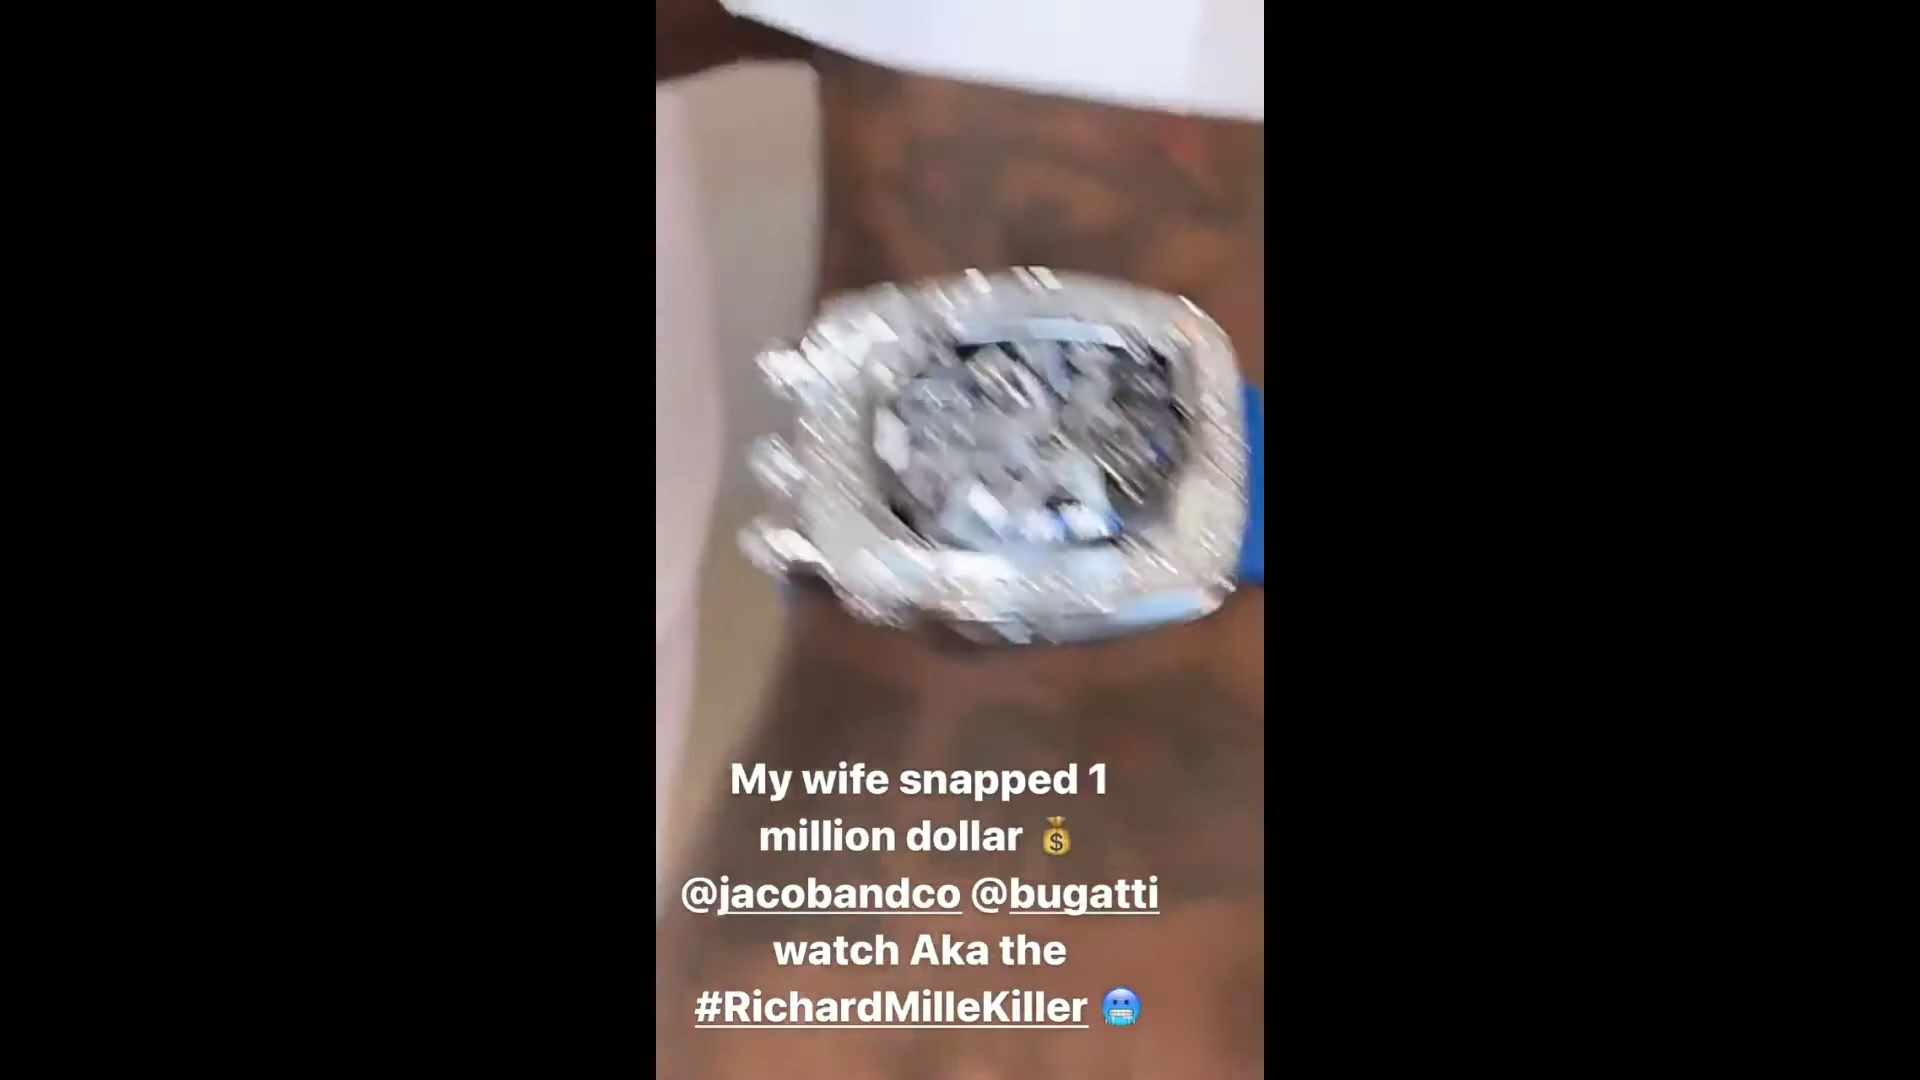 My wife snapped 1
million dollar 💰
@jacobandco @bugatti
watch Aka the
#RichardMilleKiller 🥶